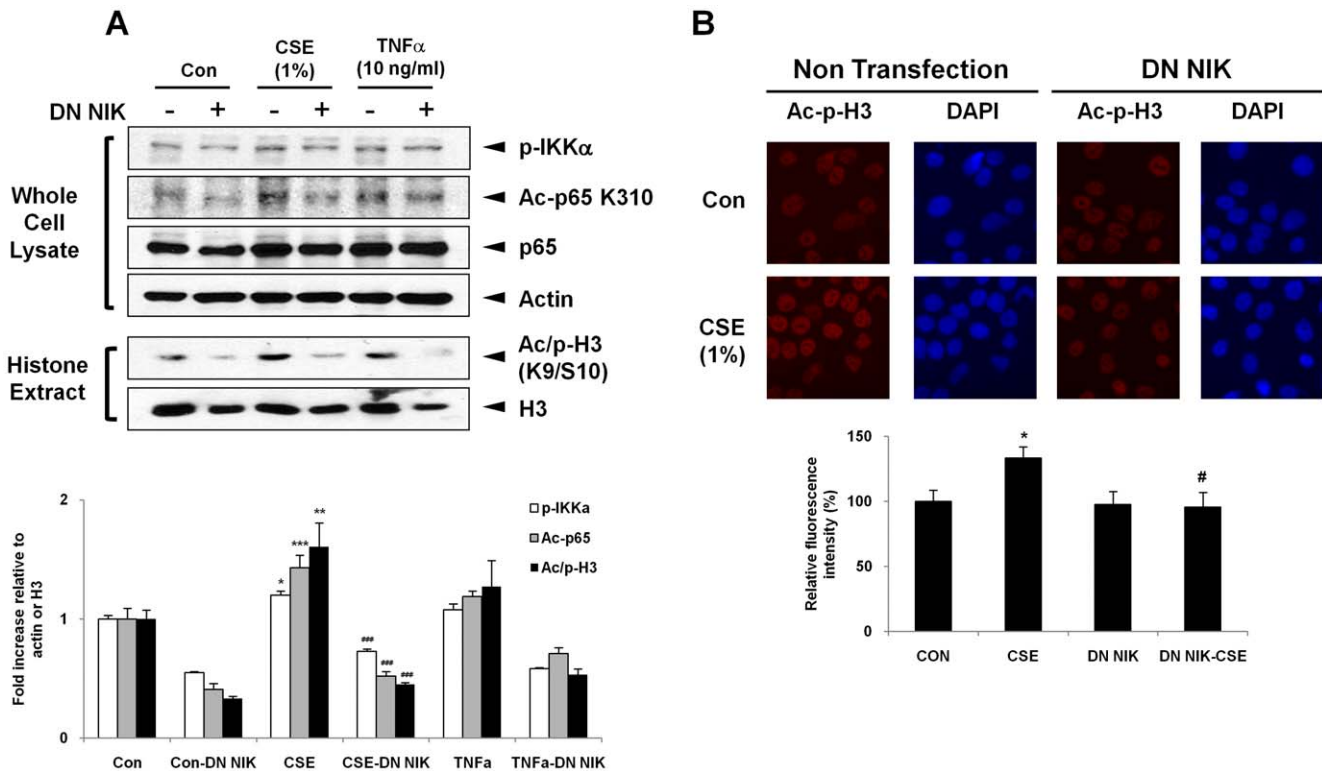 A
Con
CSE
(1%)
TNFα
(10 ng/ml)
DN NIK - + - + - +
Whole
Cell
Lysate
p-IKKα
Ac-p65 K310
p65
Actin
Histone
Extract
Ac/p-H3
(K9/S10)
H3
Fold increase relative to
actin or H3
2
1
0
p-IKKa
Ac-p65
Ac/p-H3
* *** **
### ### ###
Con Con-DN NIK CSE CSE-DN NIK TNFa TNFa-DN NIK
B
Non Transfection DN NIK
Ac-p-H3 DAPI Ac-p-H3 DAPI
Con
CSE
(1%)
Relative fluorescence
intensity (%)
150
100
50
0
*
#
CON CSE DN NIK DN NIK-CSE